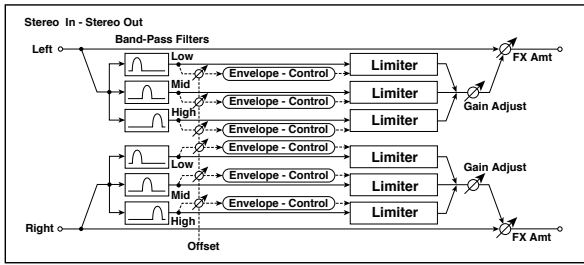 Stereo In - Stereo Out
Band-Pass Filters
Left
FX Amt
Low
Limiter
Envelope - Control
Mid
Limiter
Envelope - Control
Gain Adjust
High
Limiter
Envelope - Control
Envelope - Control
Low
Limiter
Gain Adjust
Envelope - Control
Mid
Limiter
Envelope - Control
High
Limiter
Right
FX Amt
Offset